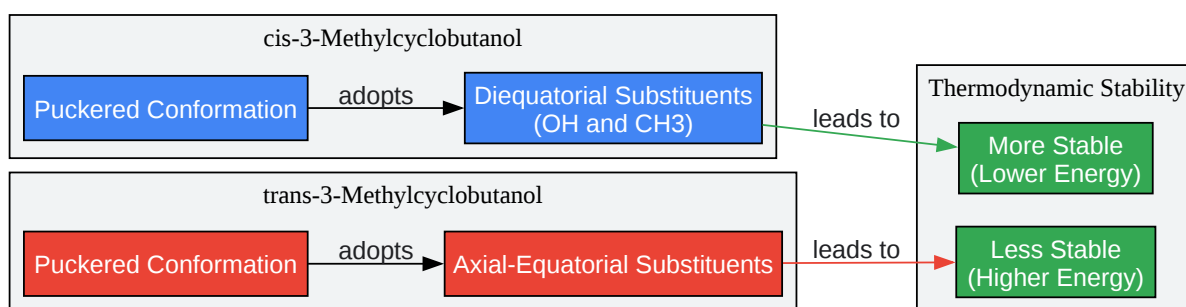 cis-3-Methylcyclobutanol
Puckered Conformation
adopts
Diequatorial Substituents
(OH and CH3)
leads to
Thermodynamic Stability
More Stable
(Lower Energy)
trans-3-Methylcyclobutanol
Puckered Conformation
adopts
Axial-Equatorial Substituents
leads to
Less Stable
(Higher Energy)